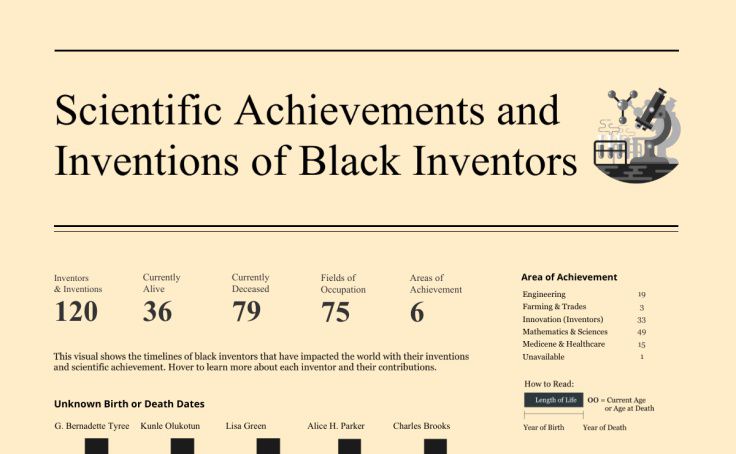 Scientific Achievements and
Inventions of Black Inventors
Inventors
& Inventions
120
Currently
Alive
36
Currently
Deceased
79
Fields of
Occupation
75
Areas of
Achievement
6
This visual shows the timelines of black inventors that have impacted the world with their inventions
and scientific achievement. Hover to learn more about each inventor and their contributions.
Area of Achievement
Engineering 19
Farming & Trades 3
Innovation (Inventors) 33
Mathematics & Sciences 49
Medicene & Healthcare 15
Unavailable 1
How to Read:
Length of Life OO = Current Age
or Age at Death
Year of Birth Year of Death
Unknown Birth or Death Dates
G. Bernadette Tyree Kunle Olukotun Lisa Green Alice H. Parker Charles Brooks